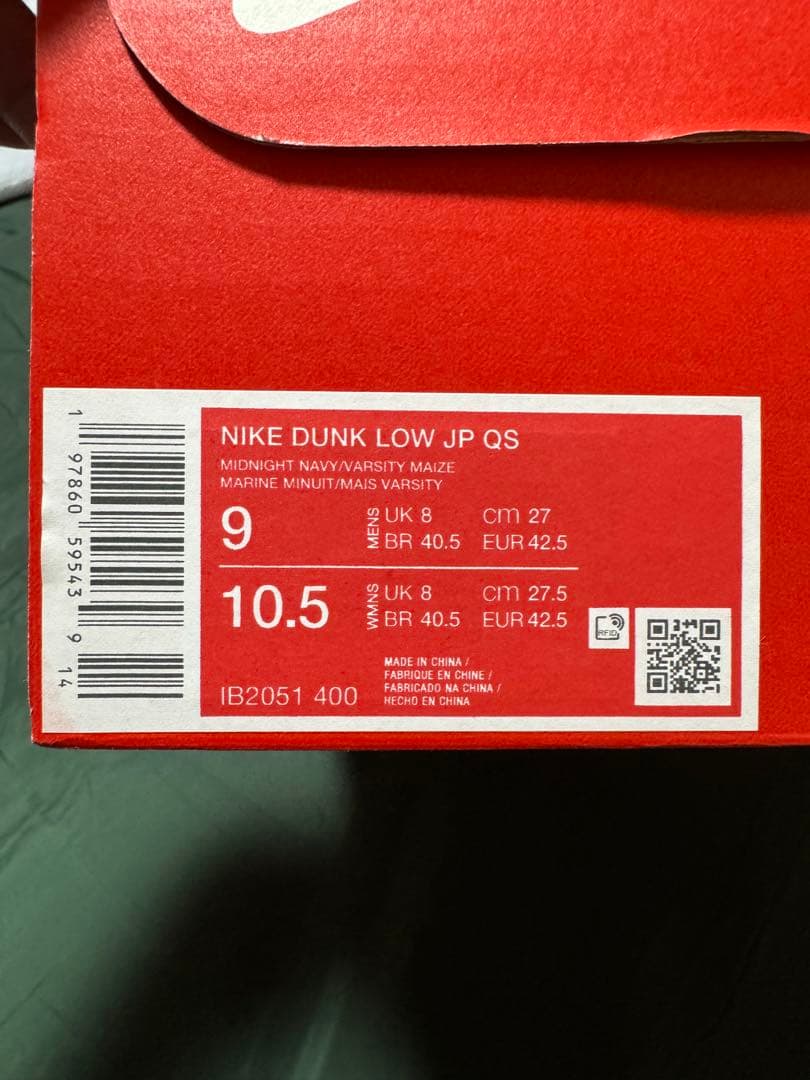 NIKE DUNK LOW JP QS
MIDNIGHT NAVY/VARSITY MAIZE
MARINE MINUIT/MAIS VARSITY
9 MENS UK 8 cm 27
BR 40.5 EUR 42.5
10.5 WMNS UK 8 cm 27.5
BR 40.5 EUR 42.5
RFID
MADE IN CHINA /
FABRIQUE EN CHINE /
FABRICADO NA CHINA /
HECHO EN CHINA
IB2051 400
1 97860 59543 9 14